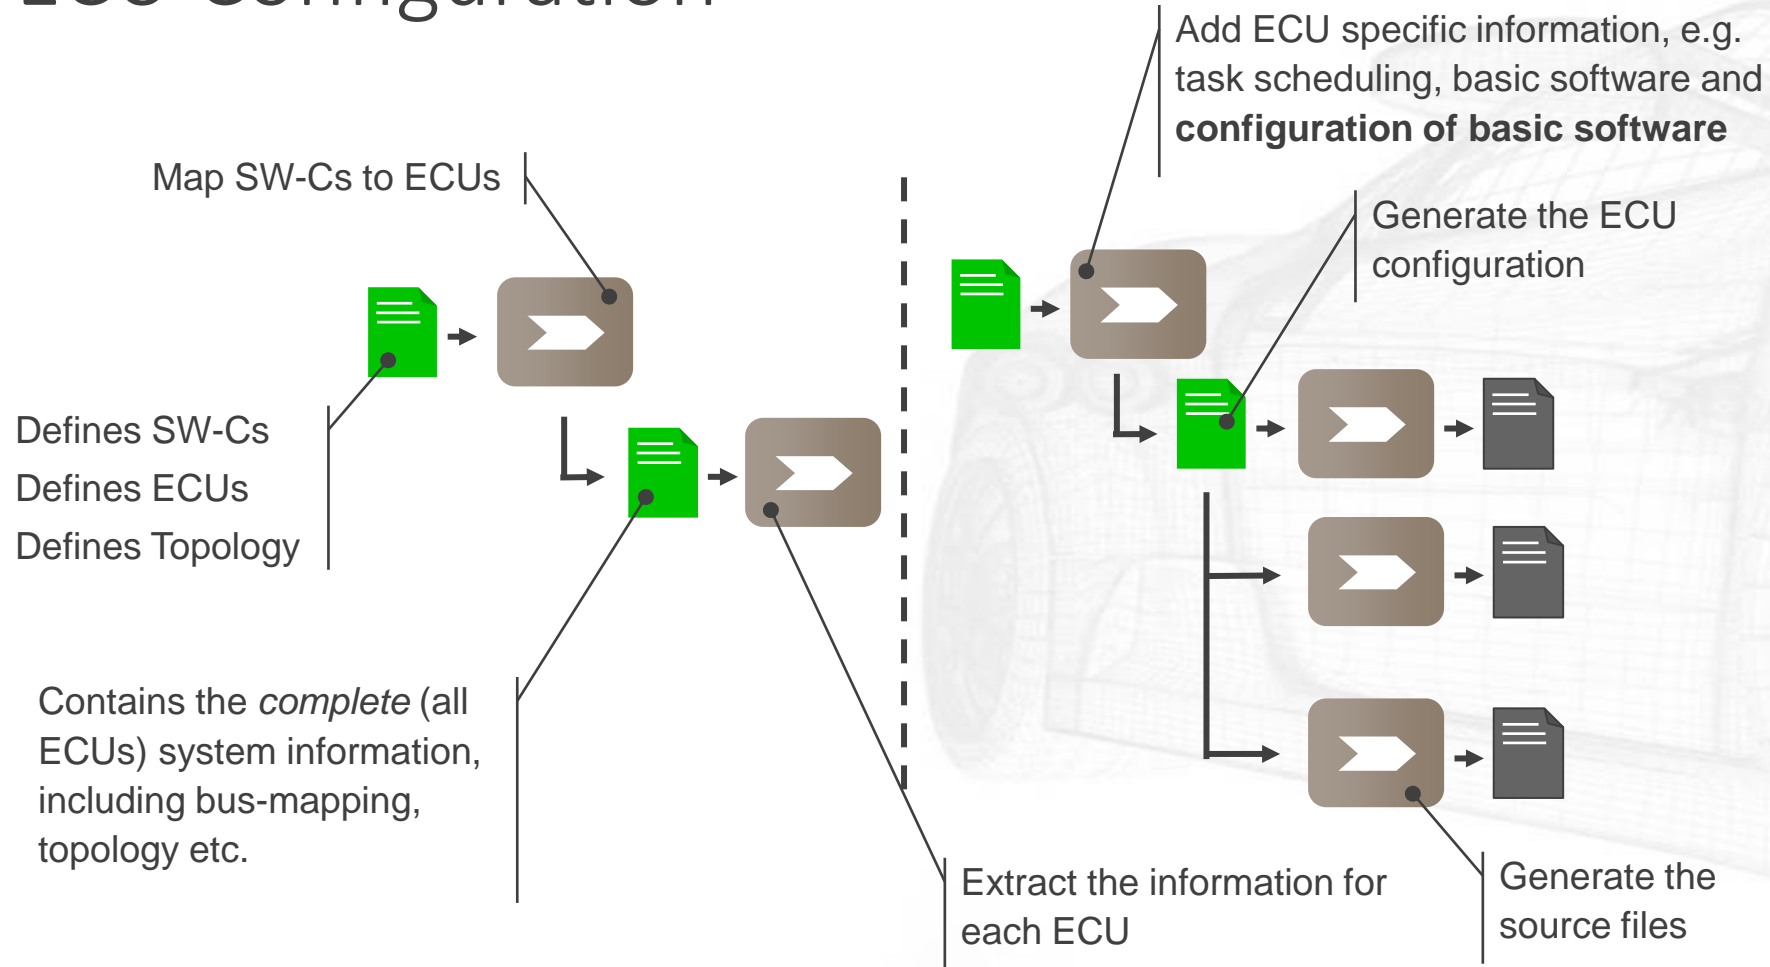 ECU Configuration
Add ECU specific information, e.g.
task scheduling, basic software and
configuration of basic software
Map SW-Cs to ECUs
Generate the ECU
configuration
Defines SW-Cs
Defines ECUs
Defines Topology
Contains the complete (all
ECUs) system information,
including bus-mapping,
topology etc.
Extract the information for
each ECU
Generate the
source files